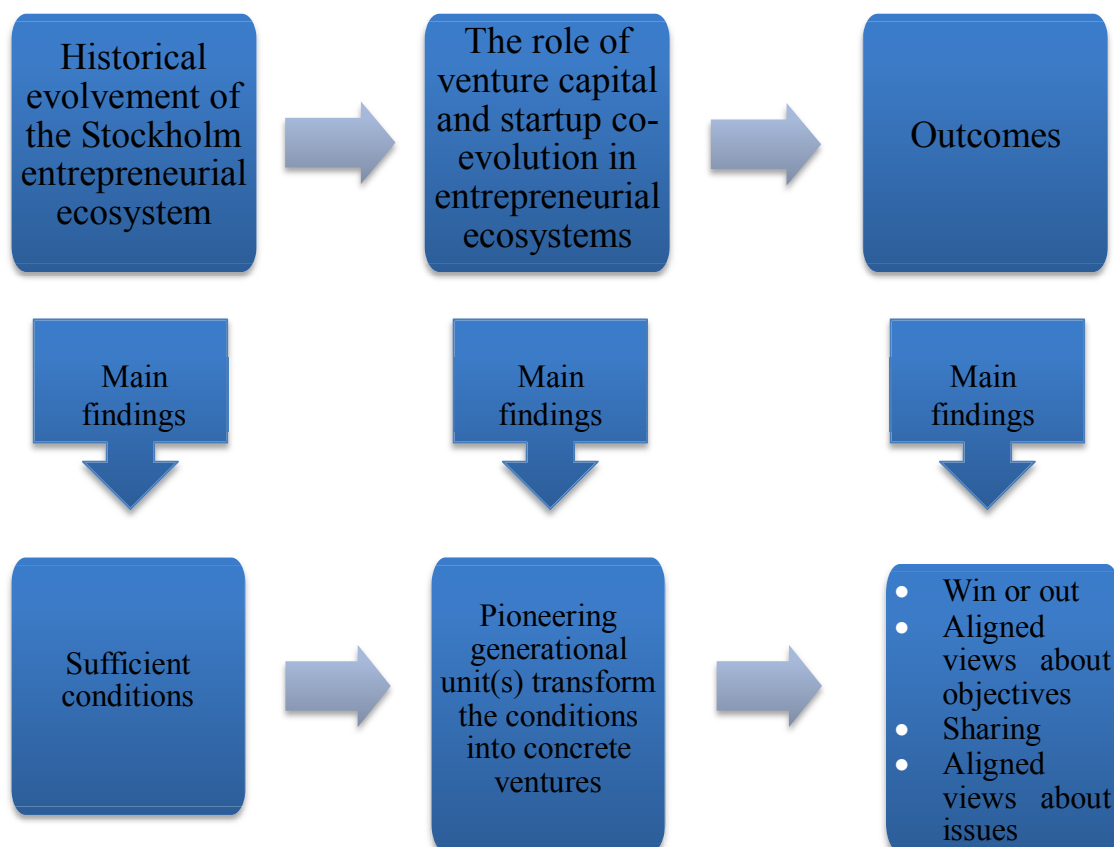 Historical
evolvement of
the Stockholm
entrepreneurial
ecosystem
The role of
venture capital
and startup co-
evolution in
entrepreneurial
ecosystems
Outcomes
Main
findings
Main
findings
Main
findings
Sufficient
conditions
Pioneering
generational
unit(s) transform
the conditions
into concrete
ventures
• Win or out
• Aligned
views about
objectives
• Sharing
• Aligned
views about
issues